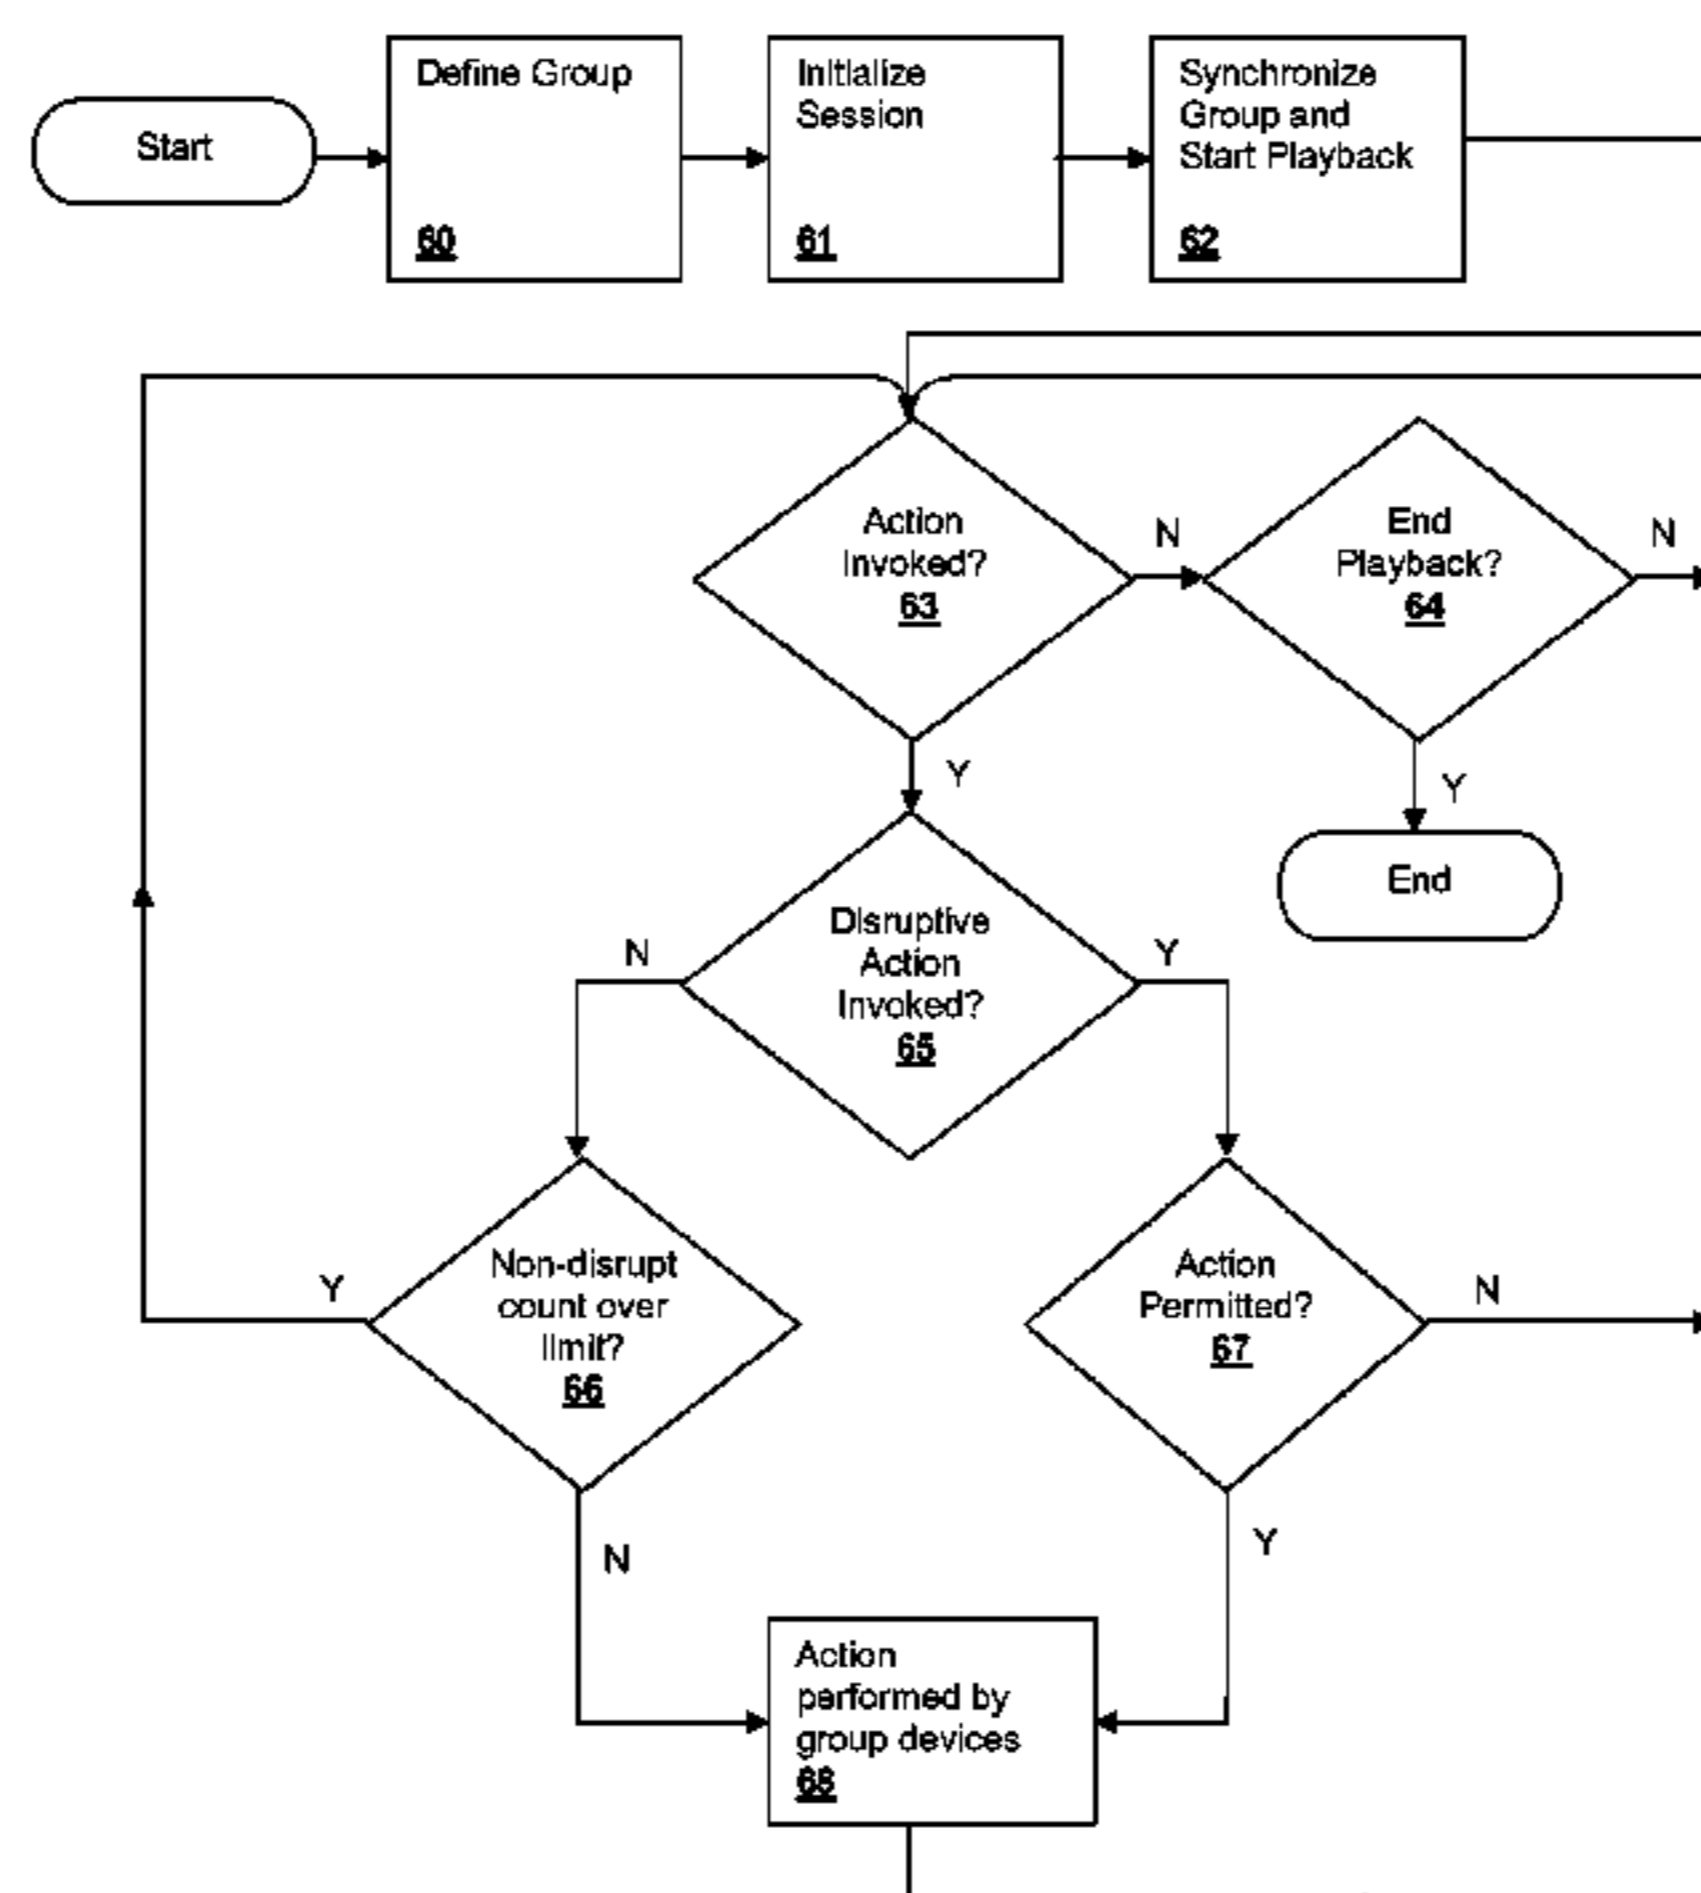 Start
Define Group
60
Initialize
Session
61
Synchronize
Group and
Start Playback
62
Action
Invoked?
63
N
End
Playback?
64
N
Y
Y
End
Disruptive
Action
Invoked?
65
N
Y
Non-disrupt
count over
limit?
66
Y
Action
Permitted?
67
N
N
Y
Action
performed by
group devices
68